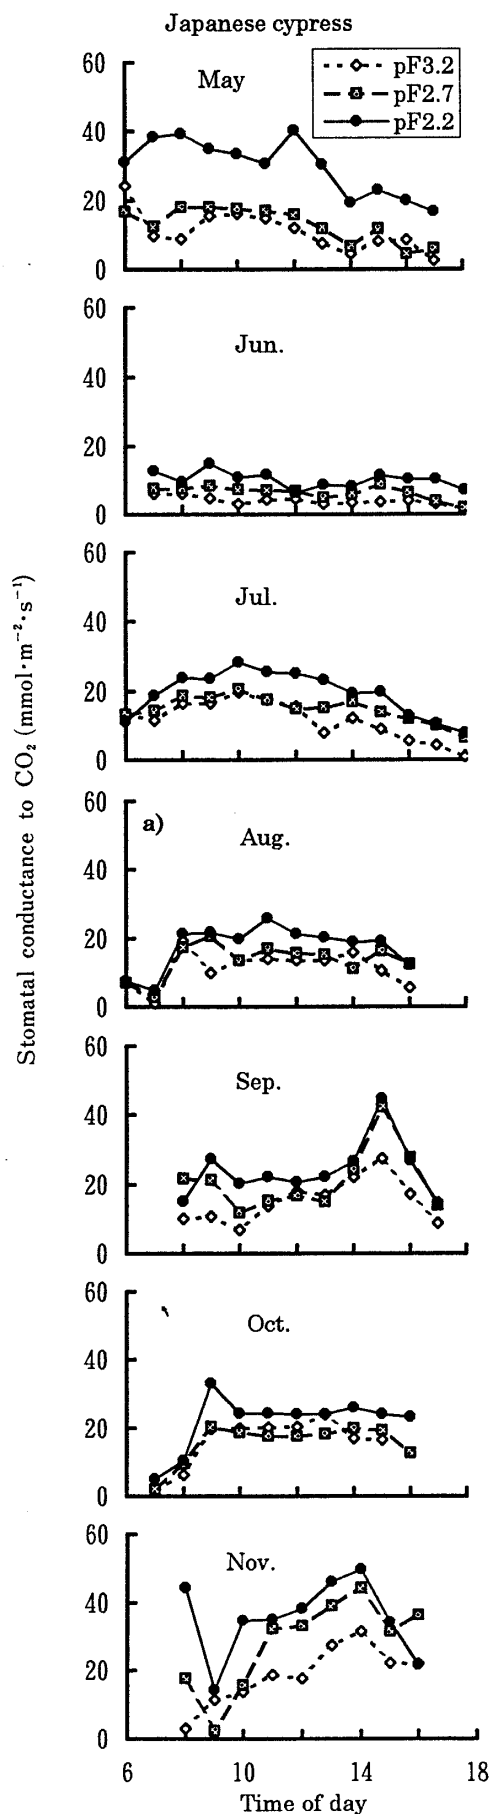 Japanese cypress
60
40
20
0
May
pF3.2
pF2.7
pF2.2
60
40
20
0
Jun.
60
40
20
0
Jul.
Stomatal conductance to CO₂ (mmol·m⁻²·s⁻¹)
60
40
20
0
a)
Aug.
60
40
20
0
Sep.
60
40
20
0
Oct.
60
40
20
0
Nov.
6 10 14 18
Time of day